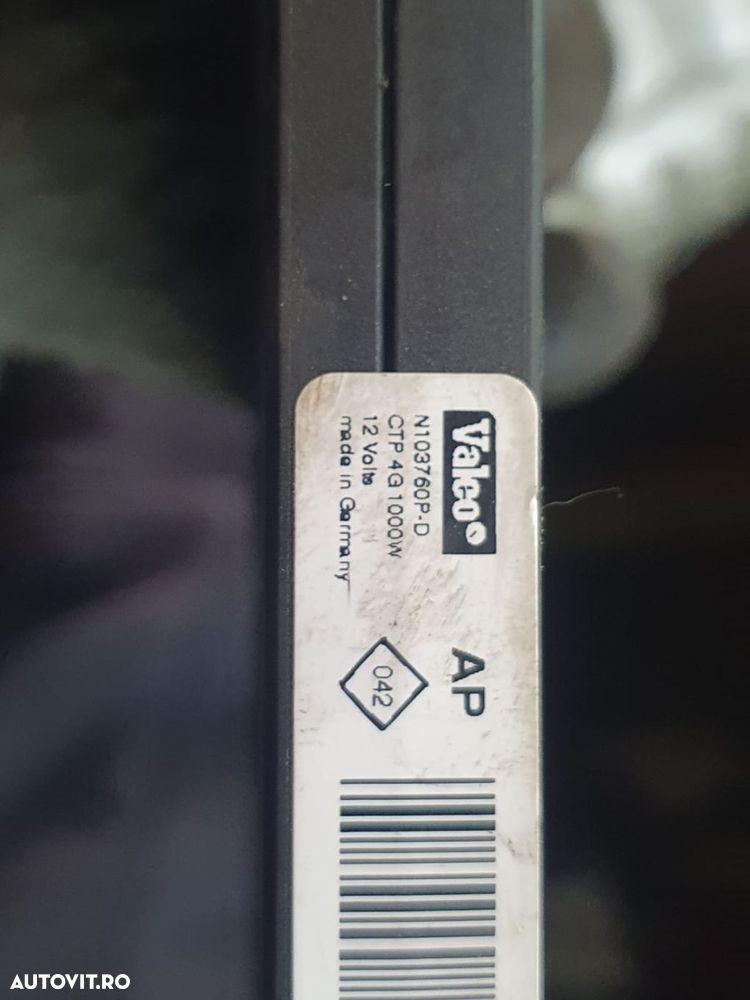 Valeo
N103760P-D
CTP 4G 1000W
12 Volts
made in Germany
AP
042
AUTOVIT.RO